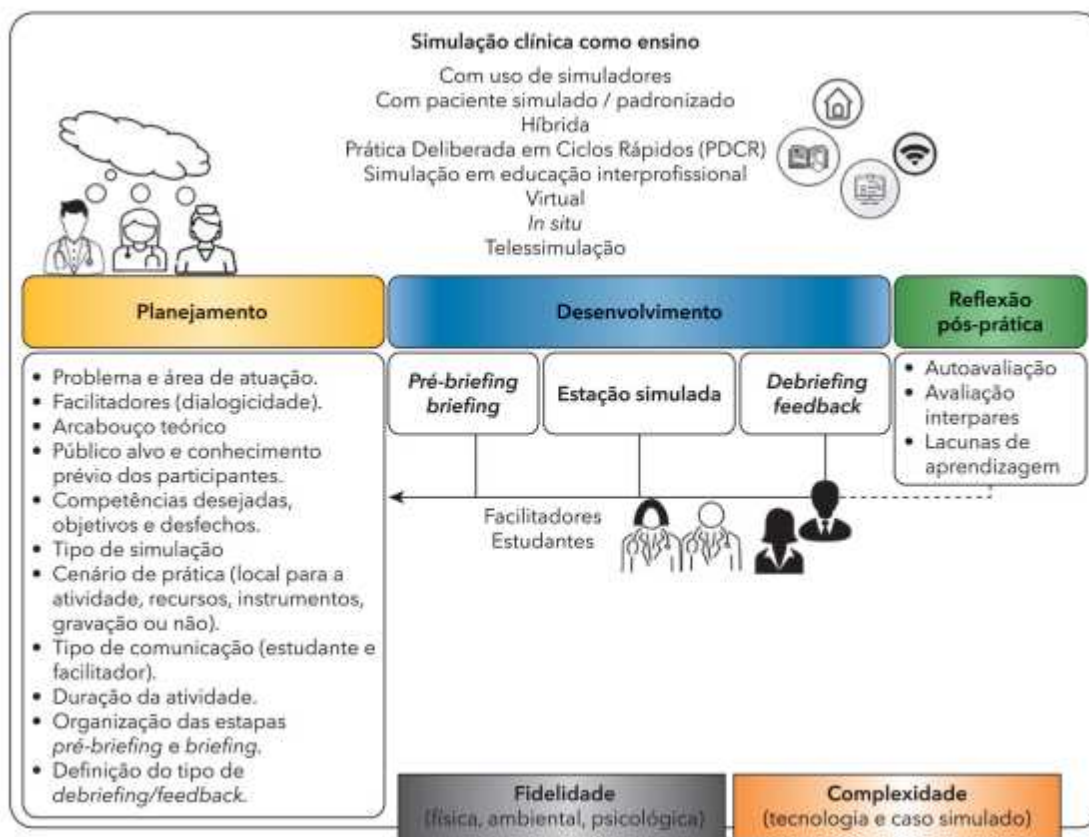 Simulação clínica como ensino
Com uso de simuladores
Com paciente simulado / padronizado
Híbrida
Prática Deliberada em Ciclos Rápidos (PDCR)
Simulação em educação interprofissional
Virtual
In situ
Telessimulação
Planejamento
• Problema e área de atuação.
• Facilitadores (dialogicidade).
• Arcabouço teórico
• Público alvo e conhecimento
prévio dos participantes.
• Competências desejadas,
objetivos e desfechos.
• Tipo de simulação
• Cenário de prática (local para a
atividade, recursos, instrumentos,
gravação ou não).
• Tipo de comunicação (estudante e
facilitador).
• Duração da atividade.
• Organização das estapas
pré-briefing e briefing.
• Definição do tipo de
debriefing/feedback.
Desenvolvimento
Pré-briefing
briefing
Estação simulada
Debriefing
feedback
Facilitadores
Estudantes
Reflexão
pós-prática
• Autoavaliação
• Avaliação
interpares
• Lacunas de
aprendizagem
Fidelidade
(física, ambiental, psicológica)
Complexidade
(tecnologia e caso simulado)